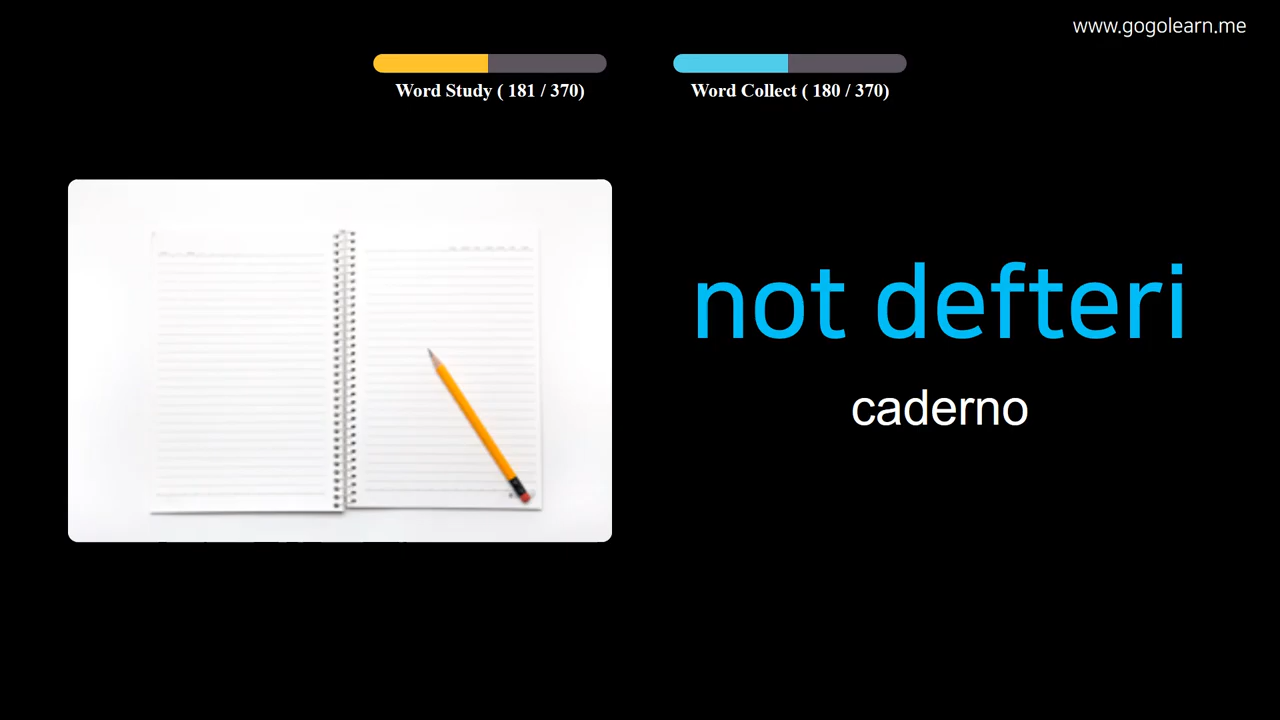 www.gogolearn.me
Word Study ( 181 / 370)
Word Collect ( 180 / 370)
not defteri
caderno